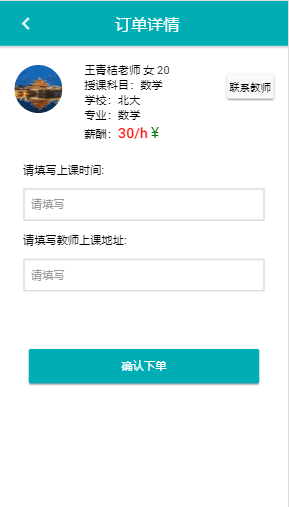 订单详情
王青桔老师 女 20
授课科目：数学
学校：北大
专业：数学
薪酬：30/h ¥
联系教师
请填写上课时间:
请填写
请填写教师上课地址:
请填写
确认下单